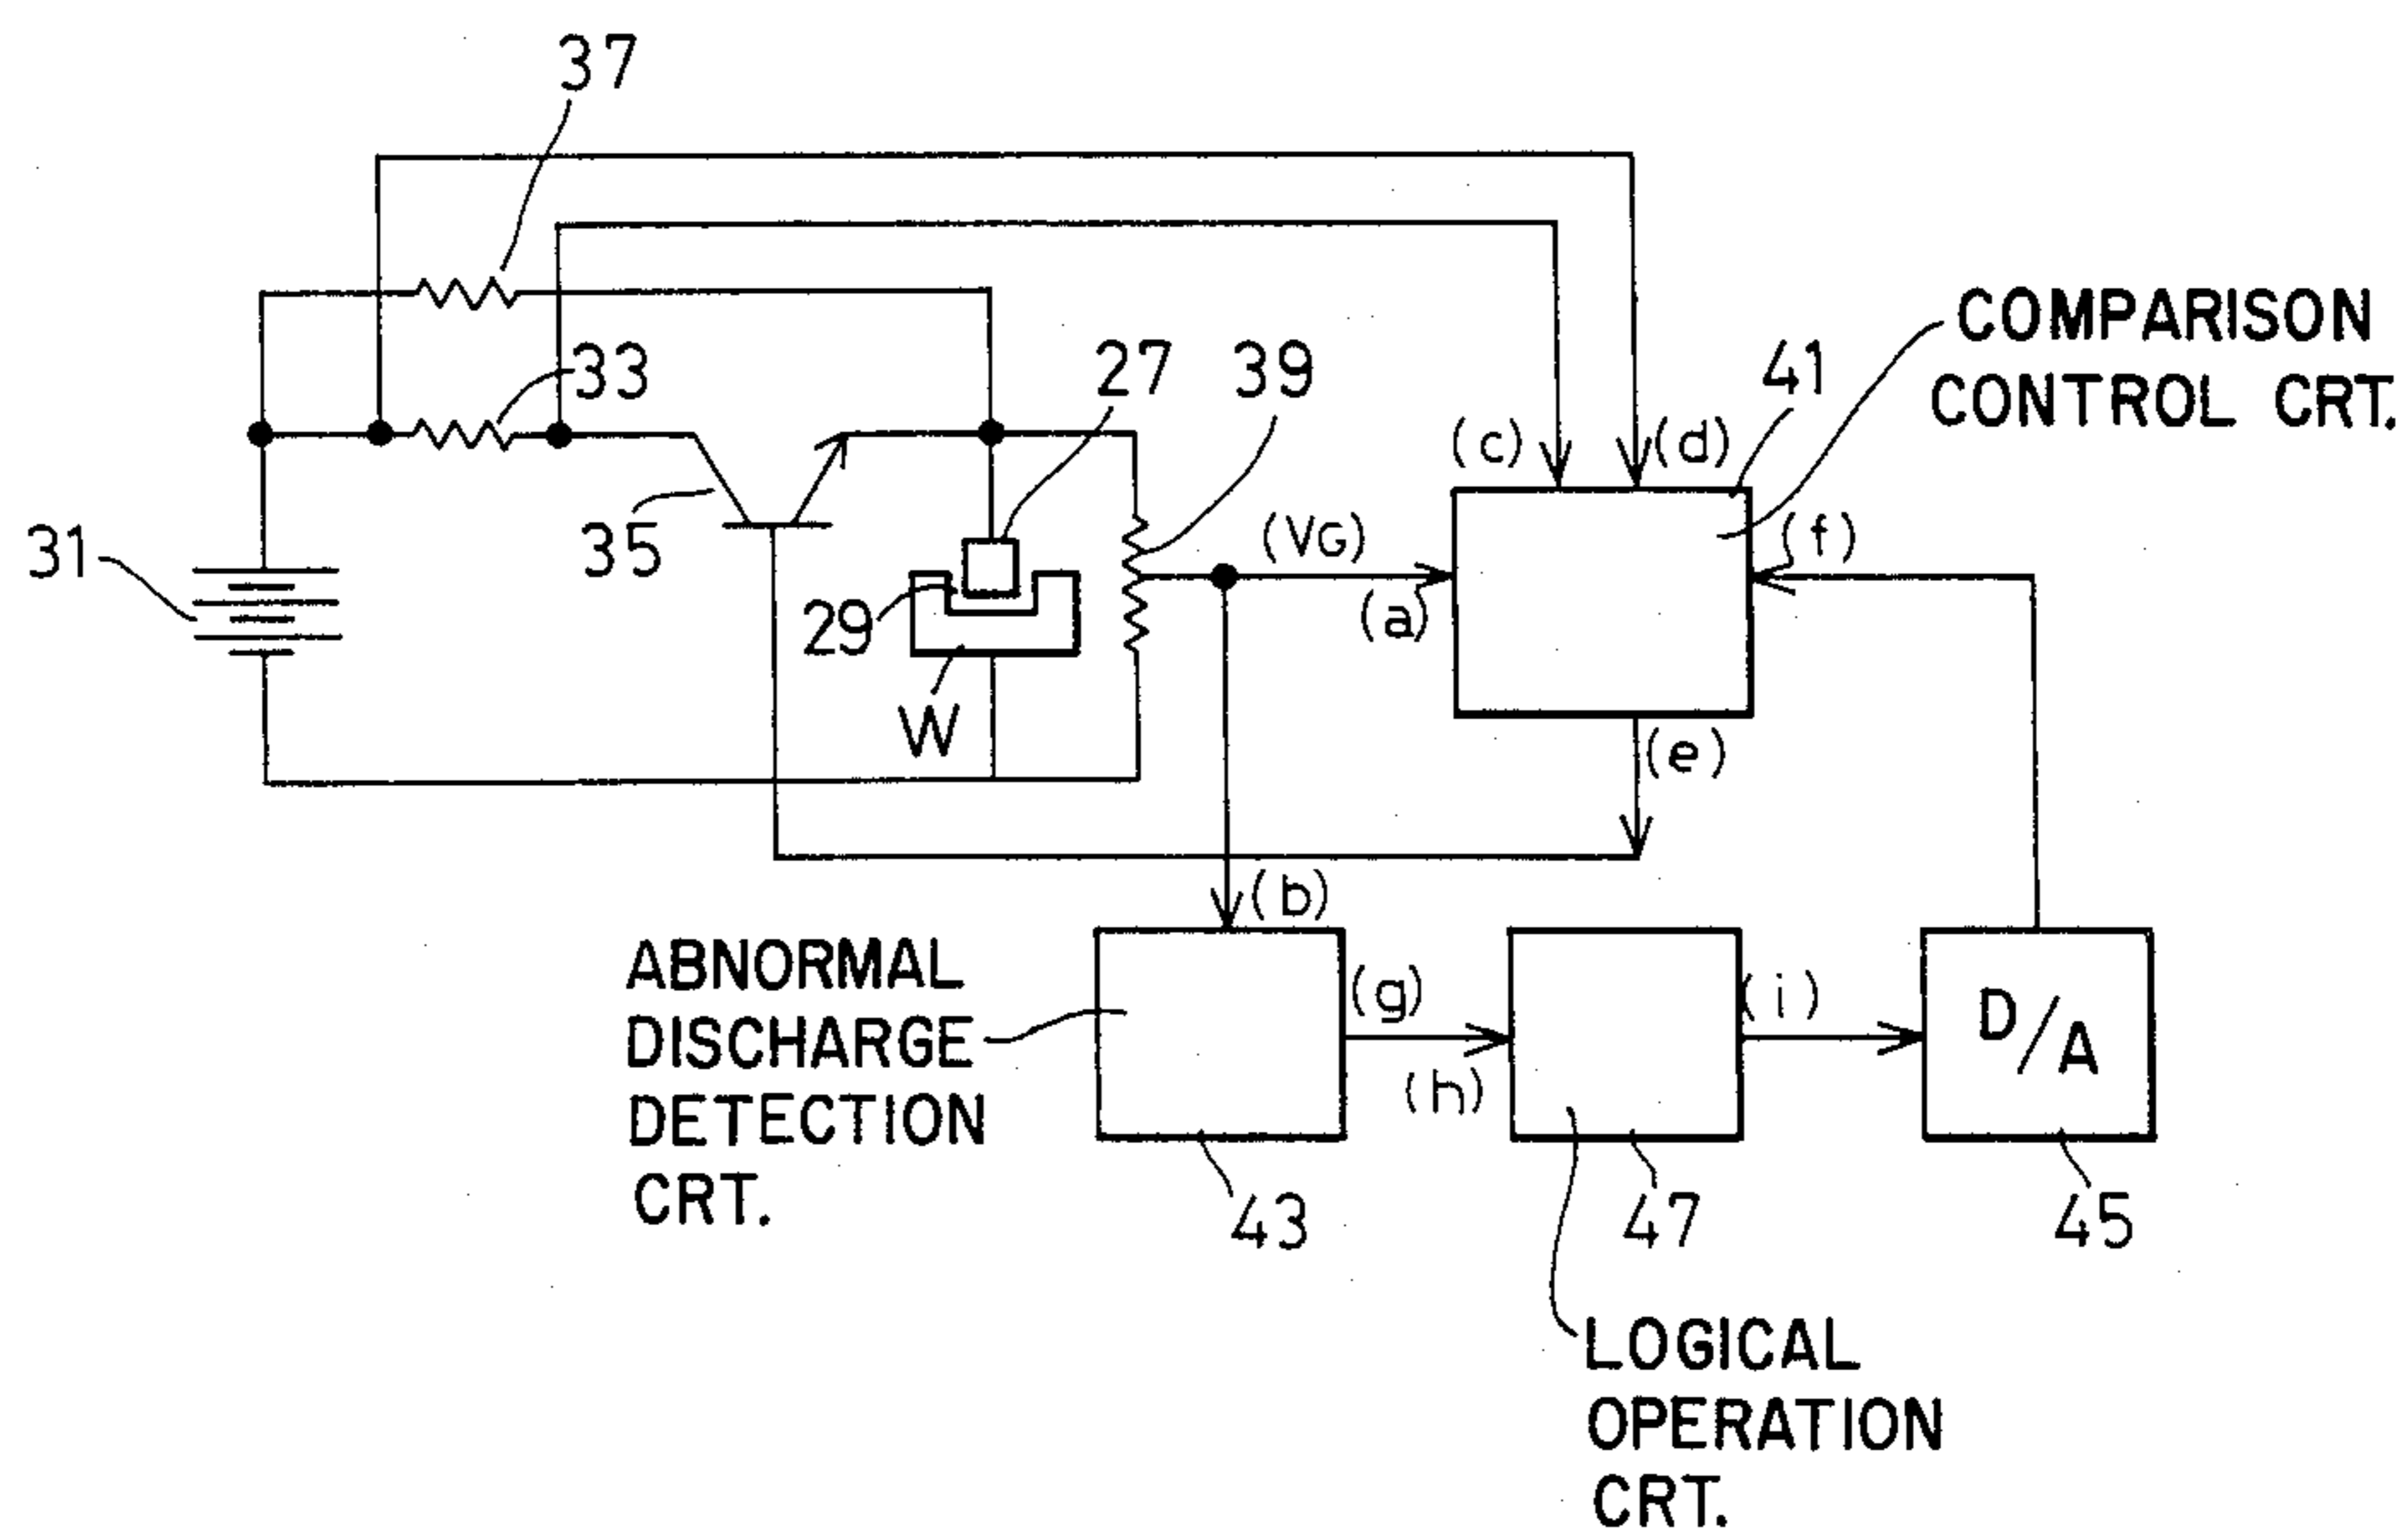 37
33
27
39
COMPARISON
41
CONTROL CRT.
(c)
(d)
31
35
(VG)
(f)
29
(a)
W
(e)
(b)
ABNORMAL
DISCHARGE
DETECTION
CRT.
(g)
(h)
(i)
D/A
43
47
45
LOGICAL
OPERATION
CRT.